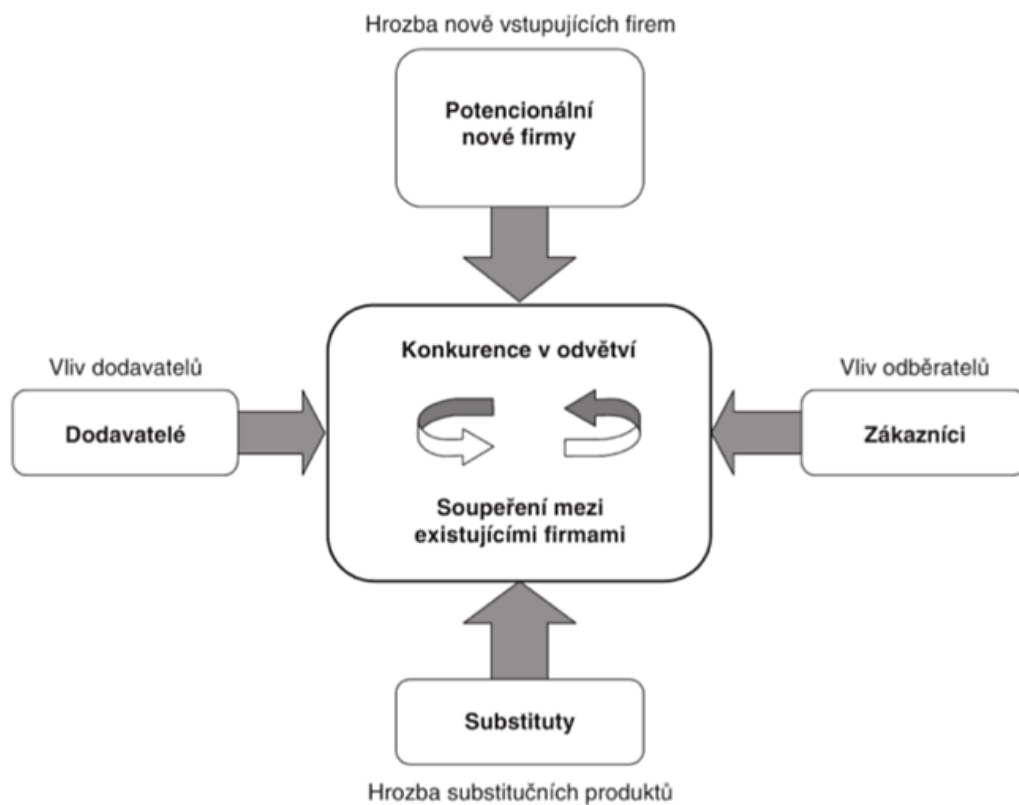 Hrozba nově vstupujících firem
Potencionální
nové firmy
Konkurence v odvětví
Vliv dodavatelů
Dodavatelé
Vliv odběratelů
Zákazníci
Soupeření mezi
existujícími firmami
Substituty
Hrozba substitučních produktů